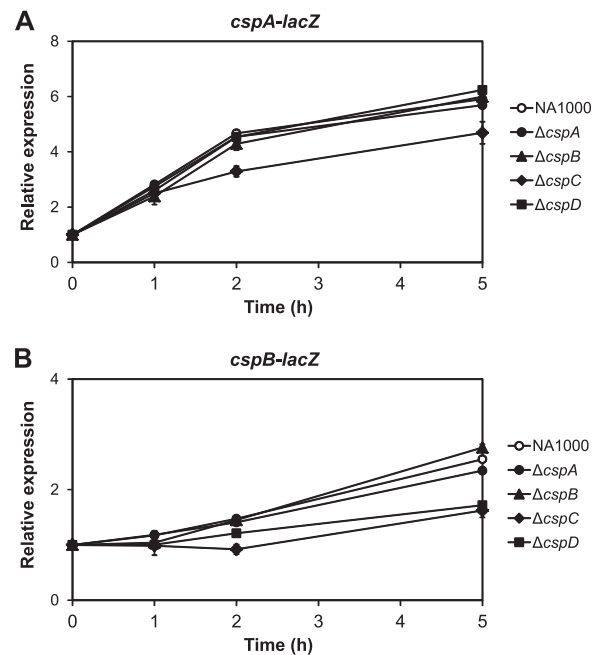 A
cspA-lacZ
Relative expression
8
6
4
2
0
0 1 2 3 4 5
Time (h)
NA1000
ΔcspA
ΔcspB
ΔcspC
ΔcspD
B
cspB-lacZ
Relative expression
4
2
0
0 1 2 3 4 5
Time (h)
NA1000
ΔcspA
ΔcspB
ΔcspC
ΔcspD